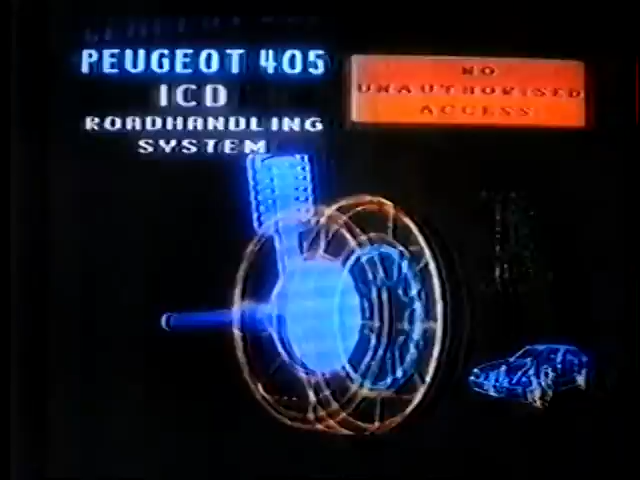 PEUGEOT 405
ICD
ROADHANDLING
SYSTEM
NO
UNAUTHORISED
ACCESS